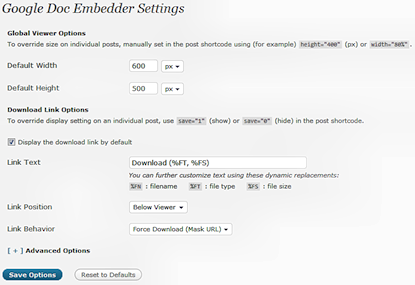 Google Doc Embedder Settings
Global Viewer Options
To override size on individual posts, manually set in the post shortcode using (for example) height="400" (px) or width="80%".
Default Width 600 px
Default Height 500 px
Download Link Options
To override display setting on an individual post, use save="1" (show) or save="0" (hide) in the post shortcode.
Display the download link by default
Link Text Download (%FT, %FS)
You can further customize text using these dynamic replacements:
%FN : filename %FT : file type %FS : file size
Link Position Below Viewer
Link Behavior Force Download (Mask URL)
[ + ] Advanced Options
Save Options Reset to Defaults